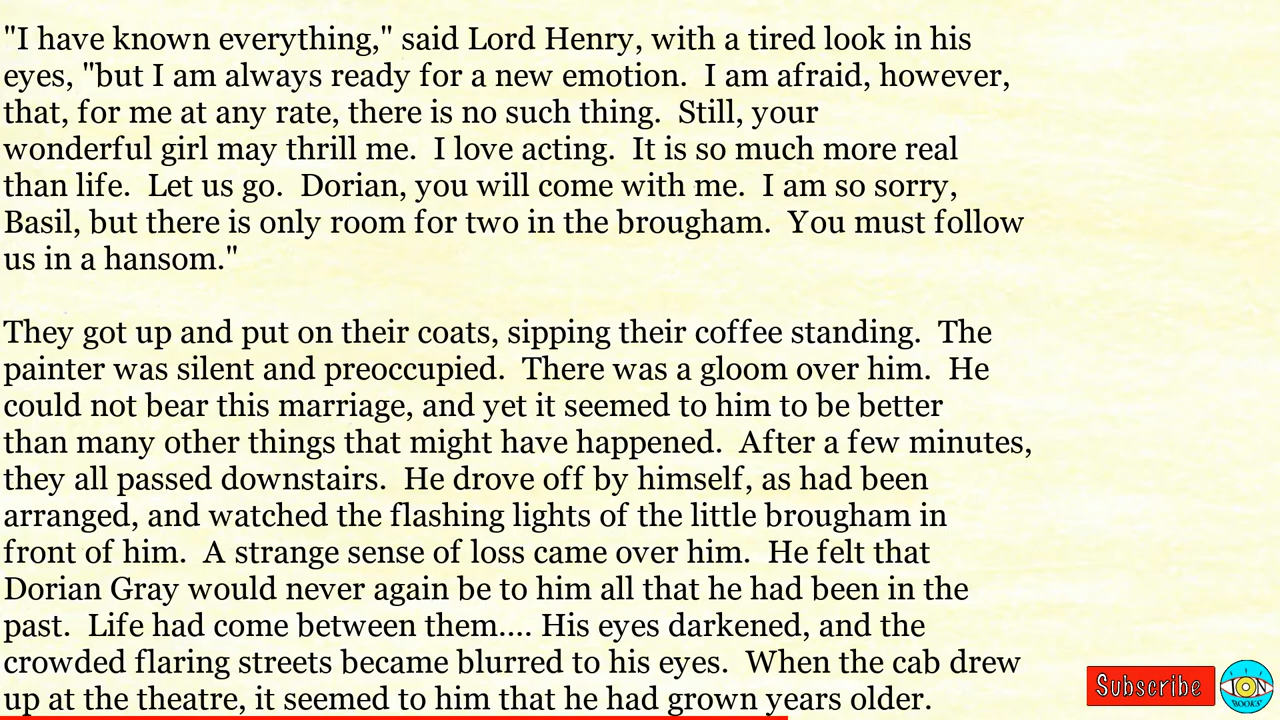 "I have known everything," said Lord Henry, with a tired look in his
eyes, "but I am always ready for a new emotion.  I am afraid, however,
that, for me at any rate, there is no such thing.  Still, your
wonderful girl may thrill me.  I love acting.  It is so much more real
than life.  Let us go.  Dorian, you will come with me.  I am so sorry,
Basil, but there is only room for two in the brougham.  You must follow
us in a hansom."

They got up and put on their coats, sipping their coffee standing.  The
painter was silent and preoccupied.  There was a gloom over him.  He
could not bear this marriage, and yet it seemed to him to be better
than many other things that might have happened.  After a few minutes,
they all passed downstairs.  He drove off by himself, as had been
arranged, and watched the flashing lights of the little brougham in
front of him.  A strange sense of loss came over him.  He felt that
Dorian Gray would never again be to him all that he had been in the
past.  Life had come between them.... His eyes darkened, and the
crowded flaring streets became blurred to his eyes.  When the cab drew
up at the theatre, it seemed to him that he had grown years older.
Subscribe
ION
BOOKS